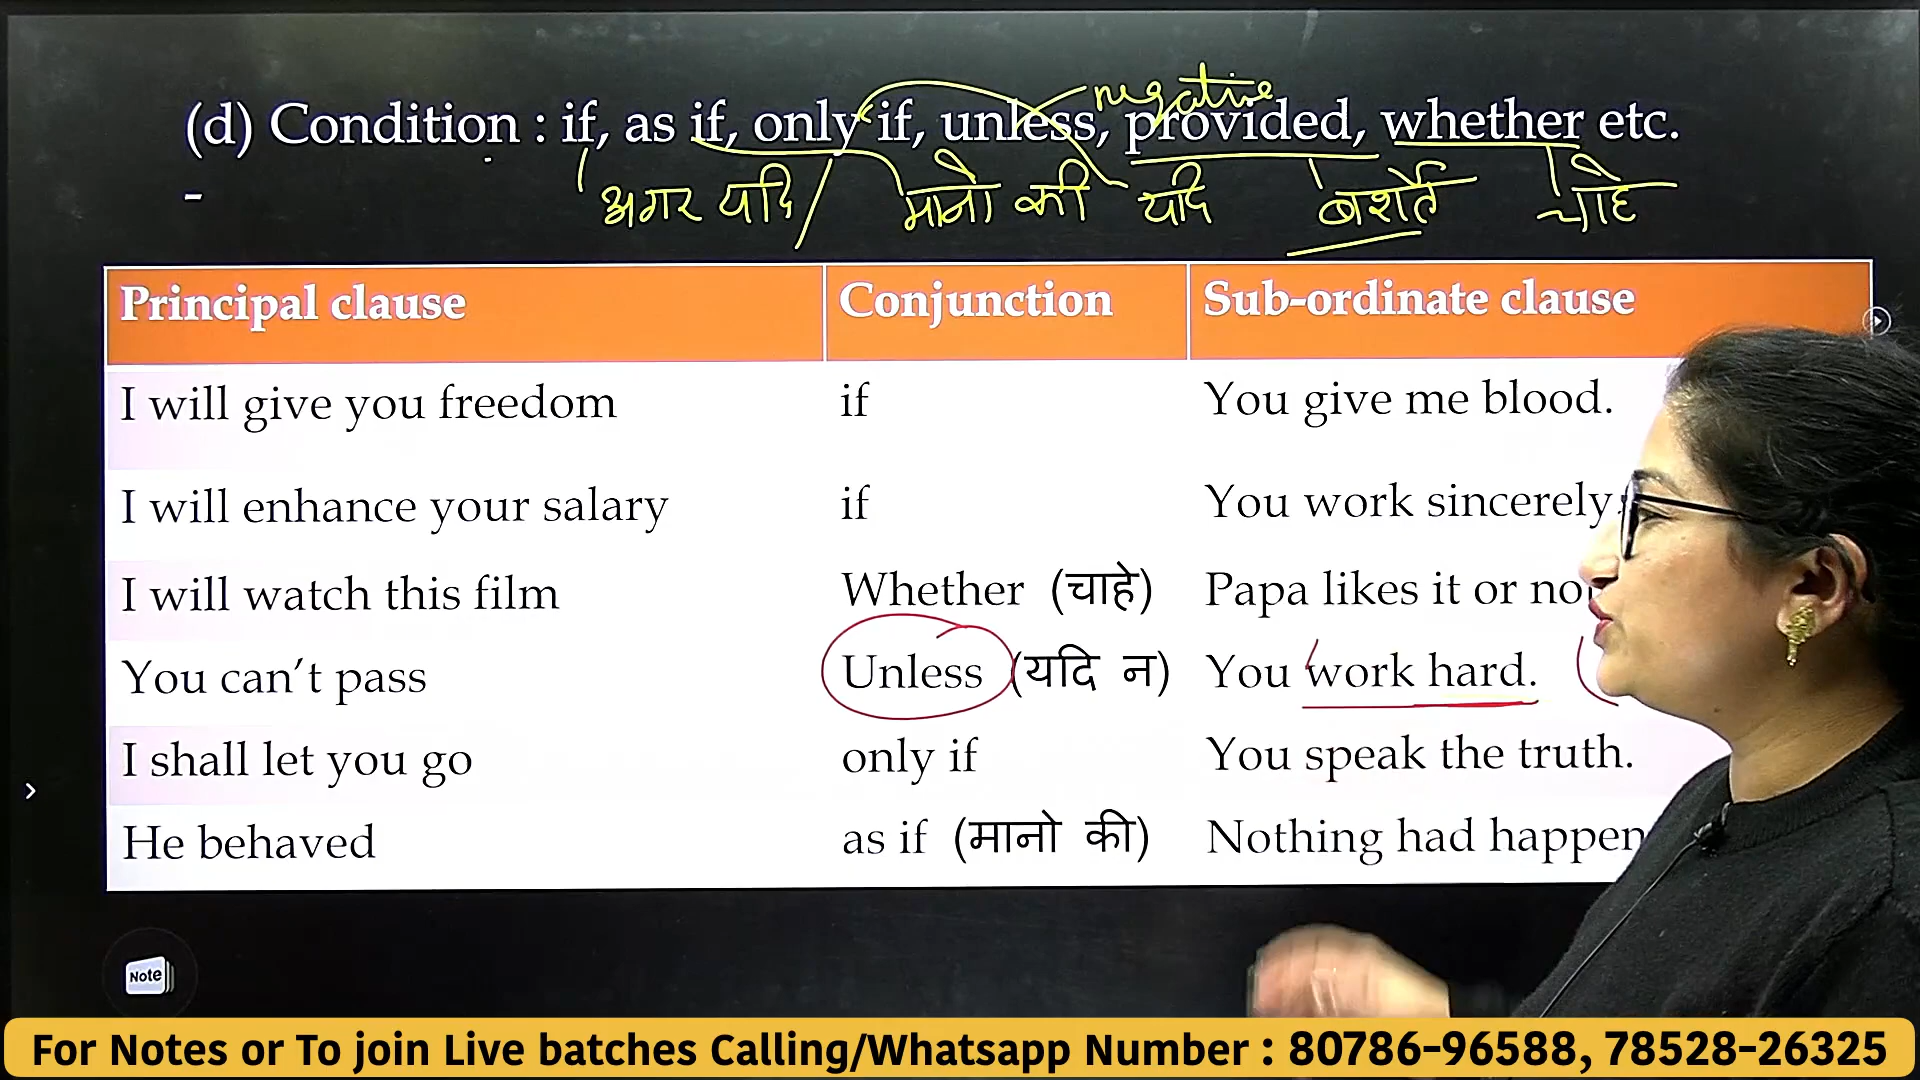 negative
(d) Condition : if, as if, only if, unless, provided, whether etc.
-
अगर यदि / मानो की यदि बशर्ते चाहे
Principal clause Conjunction Sub-ordinate clause
I will give you freedom if You give me blood.
I will enhance your salary if You work sincerely.
I will watch this film Whether (चाहे) Papa likes it or no
You can’t pass Unless (यदि न) You work hard.
I shall let you go only if You speak the truth.
He behaved as if (मानो की) Nothing had happen
Note
For Notes or To join Live batches Calling/Whatsapp Number : 80786-96588, 78528-26325